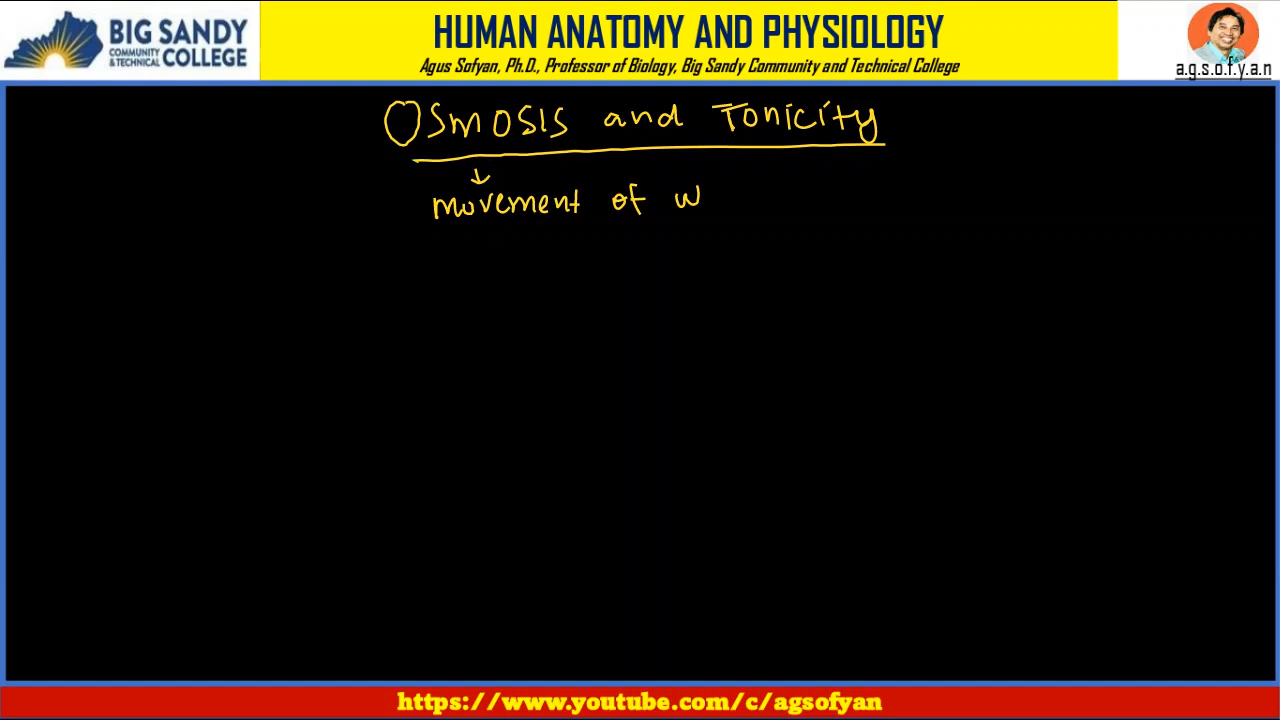 BIG SANDY
COMMUNITY & TECHNICAL COLLEGE
HUMAN ANATOMY AND PHYSIOLOGY
Agus Sofyan, Ph.D., Professor of Biology, Big Sandy Community and Technical College
a.g.s.o.f.y.a.n
Osmosis and Tonicity
↓
movement of w
https://www.youtube.com/c/agsofyan